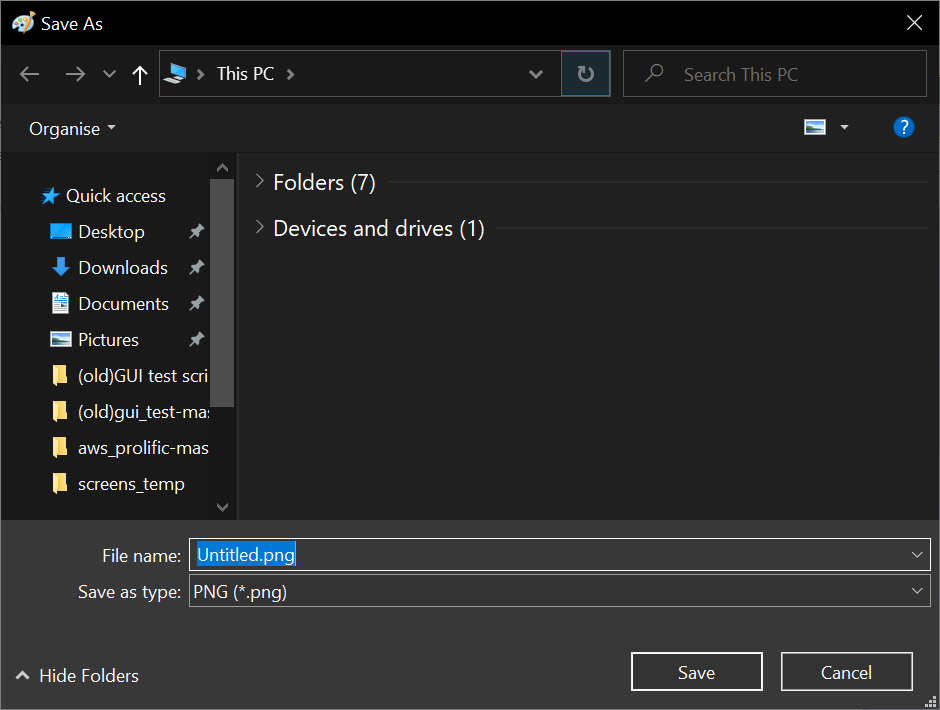 Save As
This PC
Search This PC
Organise
?
Quick access
Desktop
Downloads
Documents
Pictures
(old)GUI test scri
(old)gui_test-mas
aws_prolific-mas
screens_temp
Folders (7)
Devices and drives (1)
File name: Untitled.png
Save as type: PNG (*.png)
Hide Folders
Save
Cancel